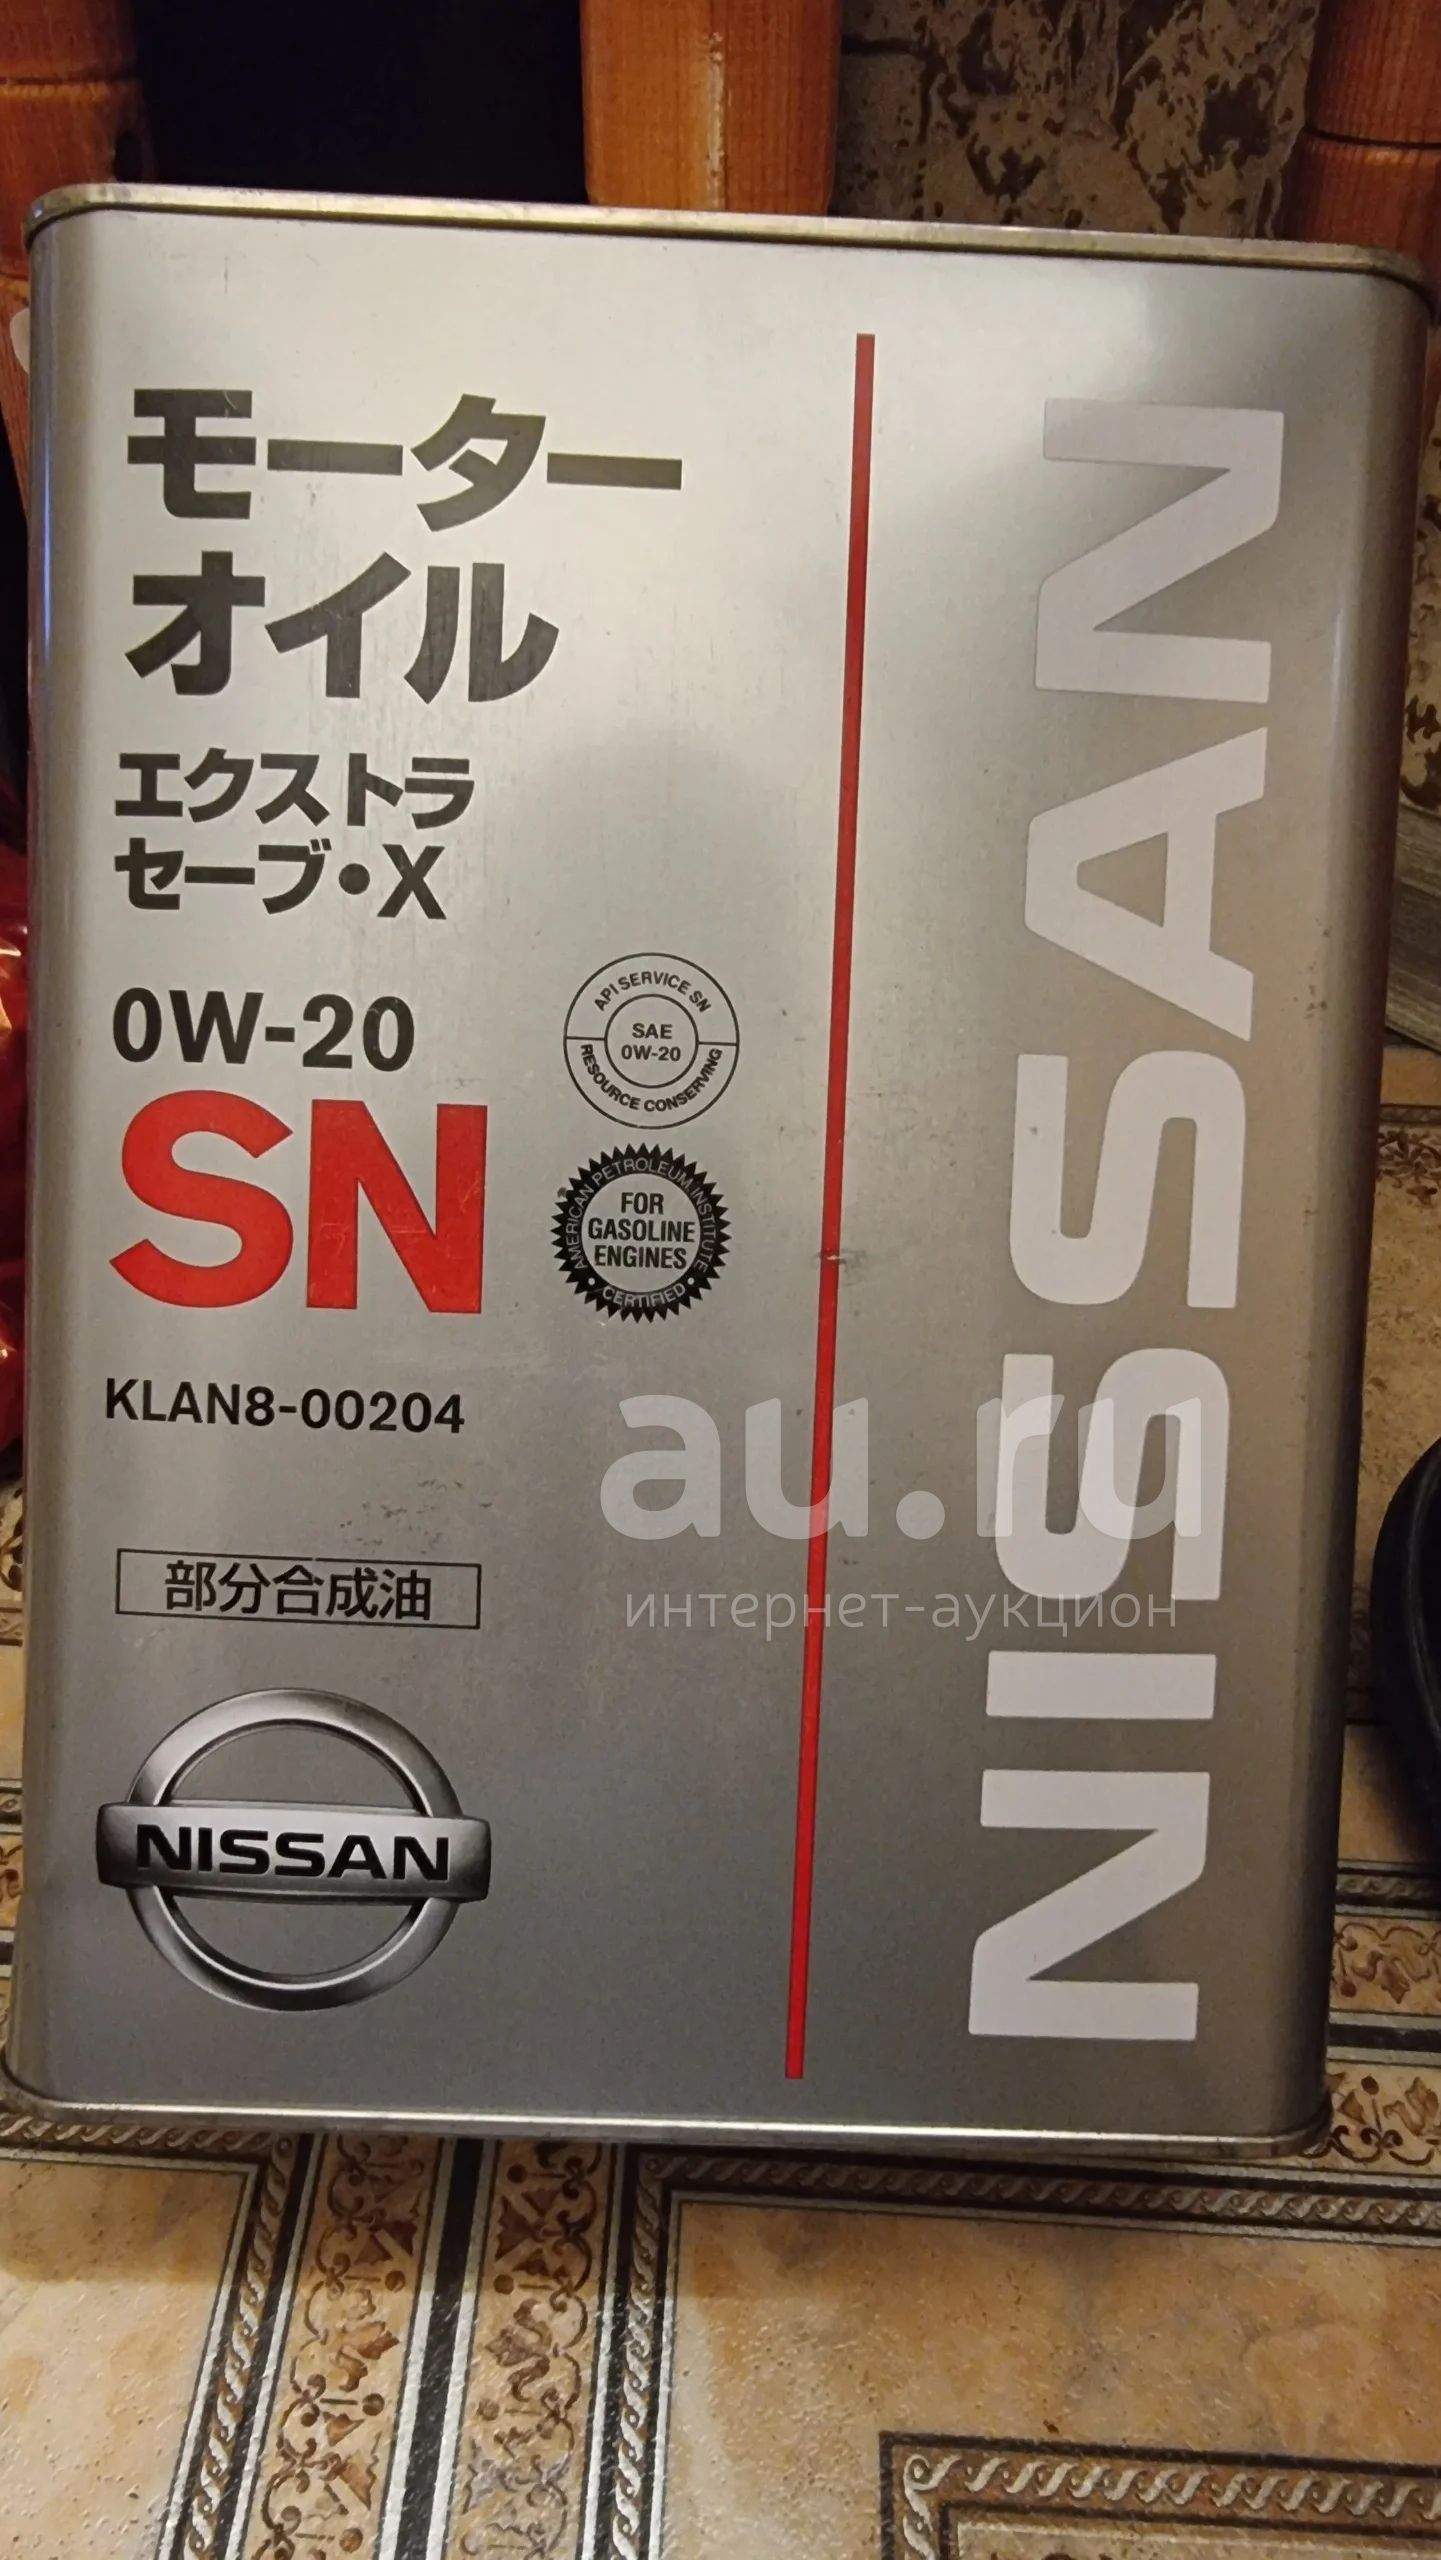 モーター
オイル
エクストラ
セーブ・X
0W-20
SN
API SERVICE SN
SAE
0W-20
RESOURCE CONSERVING
AMERICAN PETROLEUM INSTITUTE
FOR
GASOLINE
ENGINES
CERTIFIED
KLAN8-00204
部分合成油
NISSAN
NISSAN
au.ru
интернет-аукцион